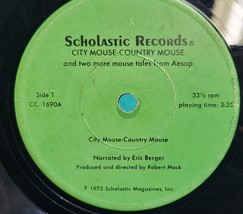 Scholastic Records®
CITY MOUSE-COUNTRY MOUSE
and two more mouse tales from Aesop
Side 1
33⅓ rpm
CC 1690A
playing time: 3:35
City Mouse-Country Mouse
Narrated by Eric Berger
Produced and directed by Robert Mack
℗ 1973 Scholastic Magazines, Inc.